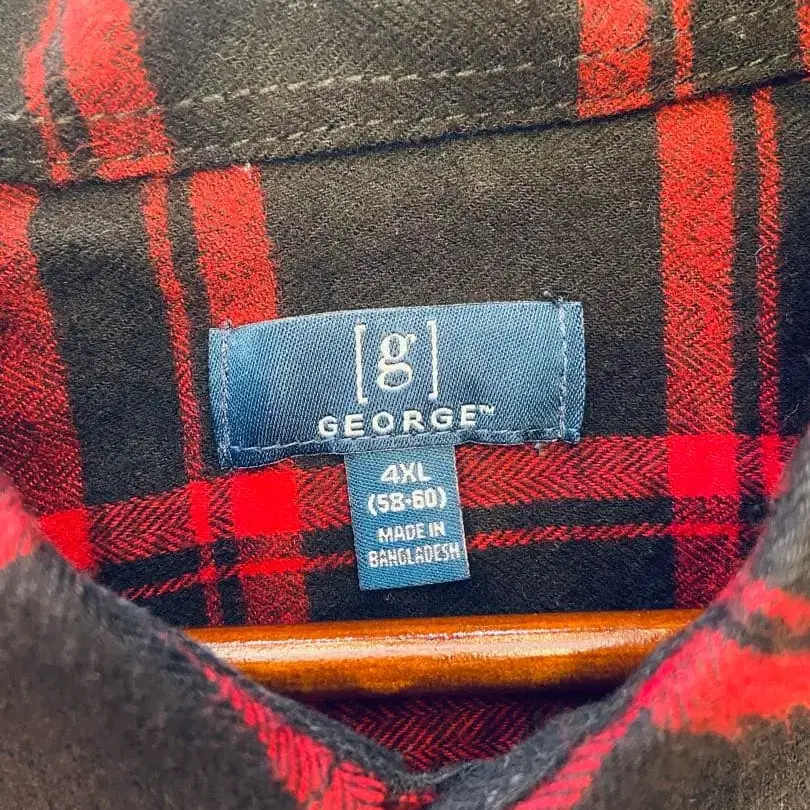 [g]
GEORGE™
4XL
(58-60)
MADE IN
BANGLADESH